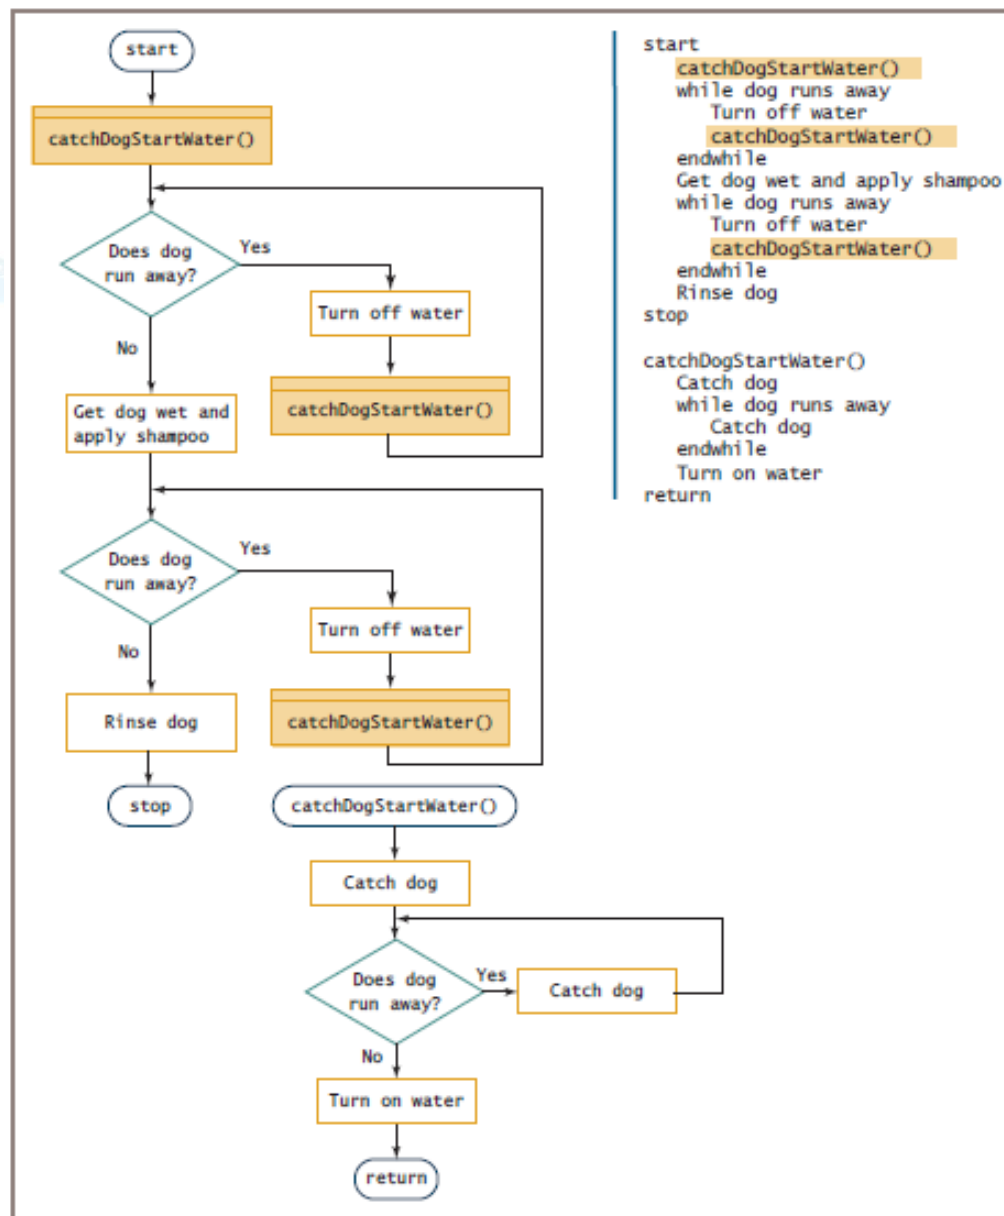 start
catchDogStartWater()
Does dog
run away?
Yes
Turn off water
catchDogStartWater()
No
Get dog wet and
apply shampoo
Does dog
run away?
Yes
Turn off water
catchDogStartWater()
No
Rinse dog
stop
catchDogStartWater()
Catch dog
Does dog
run away?
Yes
Catch dog
No
Turn on water
return
start
catchDogStartWater()
while dog runs away
Turn off water
catchDogStartWater()
endwhile
Get dog wet and apply shampoo
while dog runs away
Turn off water
catchDogStartWater()
endwhile
Rinse dog
stop
catchDogStartWater()
Catch dog
while dog runs away
Catch dog
endwhile
Turn on water
return